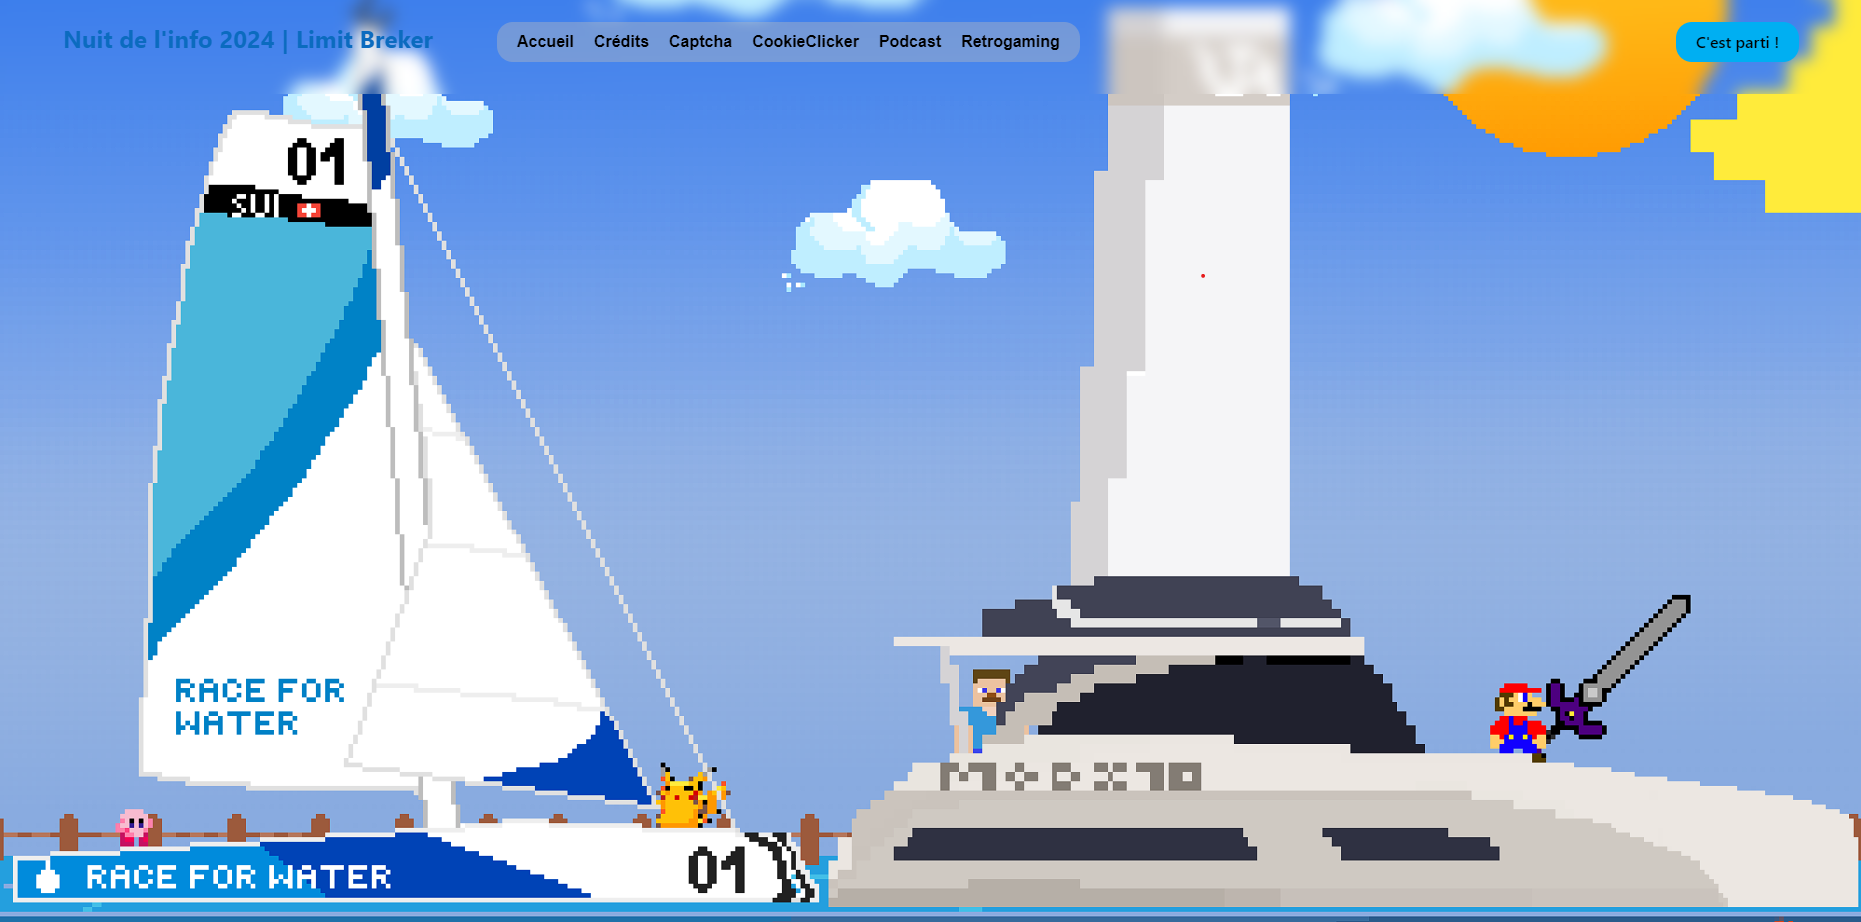 Nuit de l'info 2024 | Limit Breker
Accueil Crédits Captcha CookieClicker Podcast Retrogaming
C'est parti !
01
SUI
RACE FOR
WATER
RACE FOR WATER
01